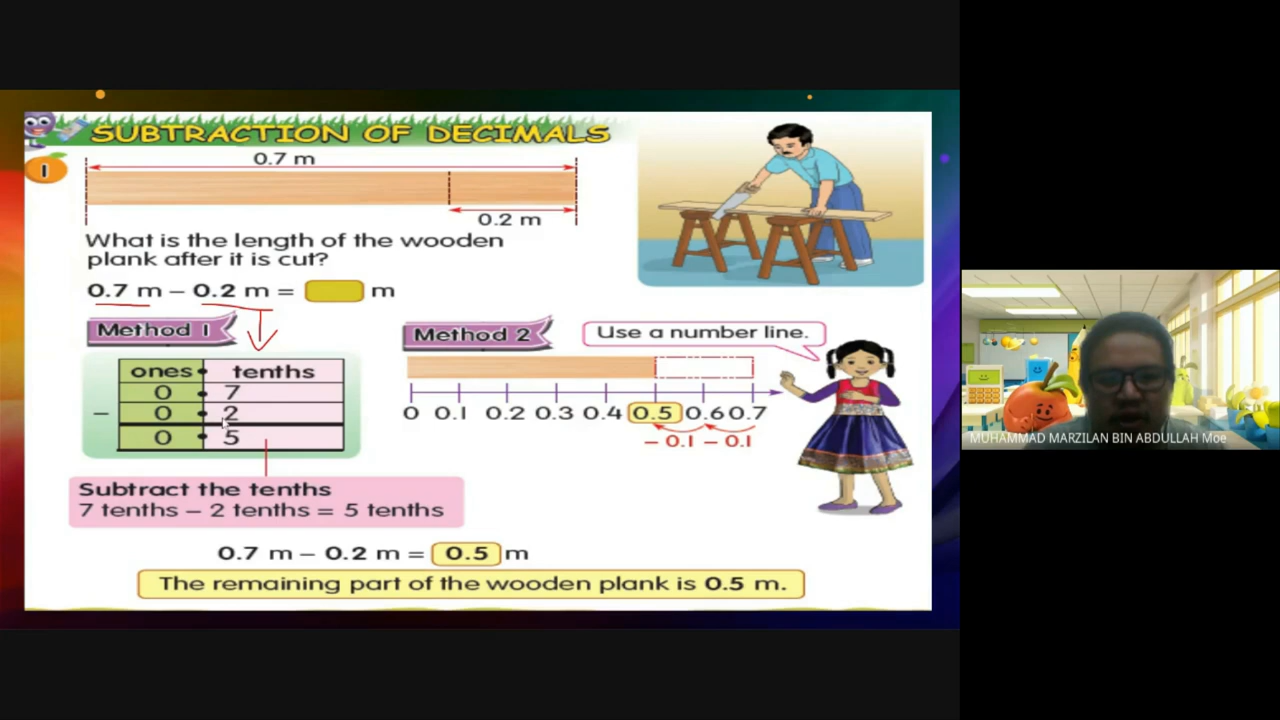 SUBTRACTION OF DECIMALS
1
0.7 m
0.2 m
What is the length of the wooden
plank after it is cut?
0.7 m – 0.2 m = m
Method 1
ones • tenths
0 • 7
– 0 • 2
0 • 5
Subtract the tenths
7 tenths – 2 tenths = 5 tenths
Method 2
Use a number line.
0 0.1 0.2 0.3 0.4 0.5 0.6 0.7
– 0.1 – 0.1
0.7 m – 0.2 m = 0.5 m
The remaining part of the wooden plank is 0.5 m.
MUHAMMAD MARZILAN BIN ABDULLAH Moe